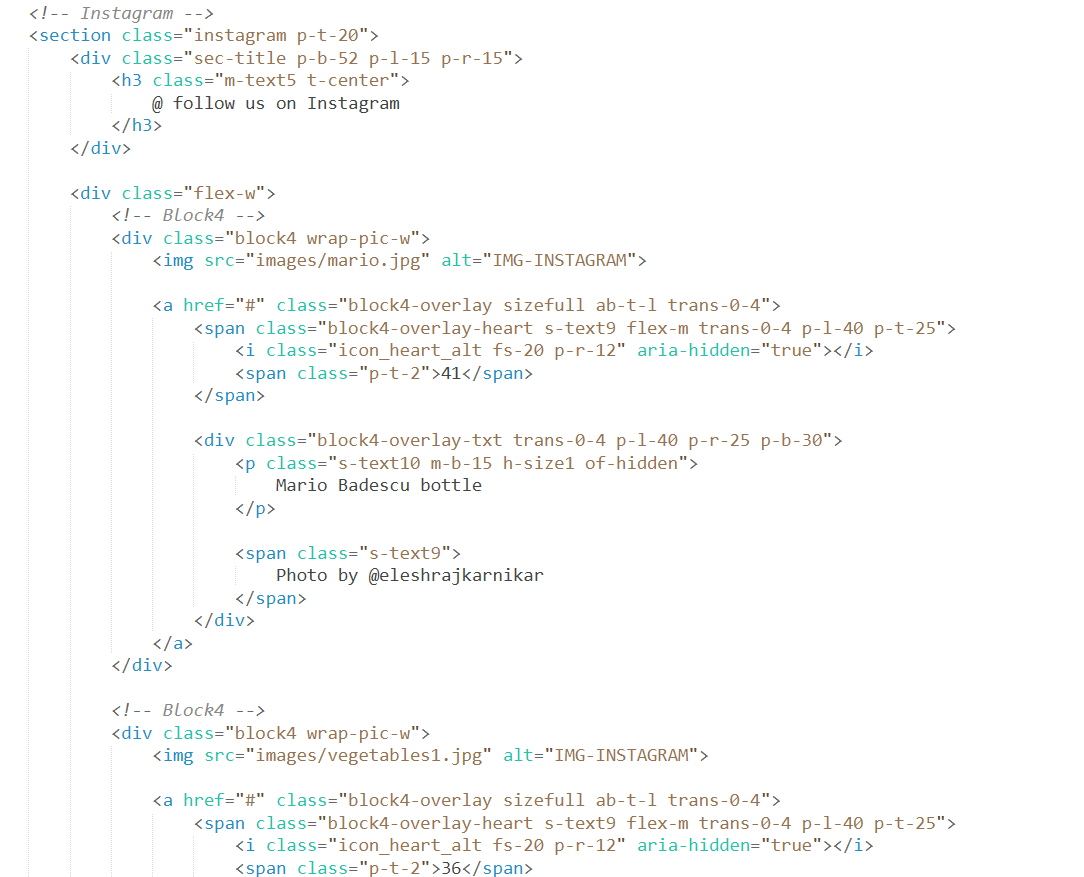 <!-- Instagram -->
<section class="instagram p-t-20">
<div class="sec-title p-b-52 p-l-15 p-r-15">
<h3 class="m-text5 t-center">
@ follow us on Instagram
</h3>
</div>
<div class="flex-w">
<!-- Block4 -->
<div class="block4 wrap-pic-w">
<img src="images/mario.jpg" alt="IMG-INSTAGRAM">
<a href="#" class="block4-overlay sizefull ab-t-l trans-0-4">
<span class="block4-overlay-heart s-text9 flex-m trans-0-4 p-l-40 p-t-25">
<i class="icon_heart_alt fs-20 p-r-12" aria-hidden="true"></i>
<span class="p-t-2">41</span>
</span>
<div class="block4-overlay-txt trans-0-4 p-l-40 p-r-25 p-b-30">
<p class="s-text10 m-b-15 h-size1 of-hidden">
Mario Badescu bottle
</p>
<span class="s-text9">
Photo by @eleshrajkarnikar
</span>
</div>
</a>
</div>
<!-- Block4 -->
<div class="block4 wrap-pic-w">
<img src="images/vegetables1.jpg" alt="IMG-INSTAGRAM">
<a href="#" class="block4-overlay sizefull ab-t-l trans-0-4">
<span class="block4-overlay-heart s-text9 flex-m trans-0-4 p-l-40 p-t-25">
<i class="icon_heart_alt fs-20 p-r-12" aria-hidden="true"></i>
<span class="p-t-2">36</span>